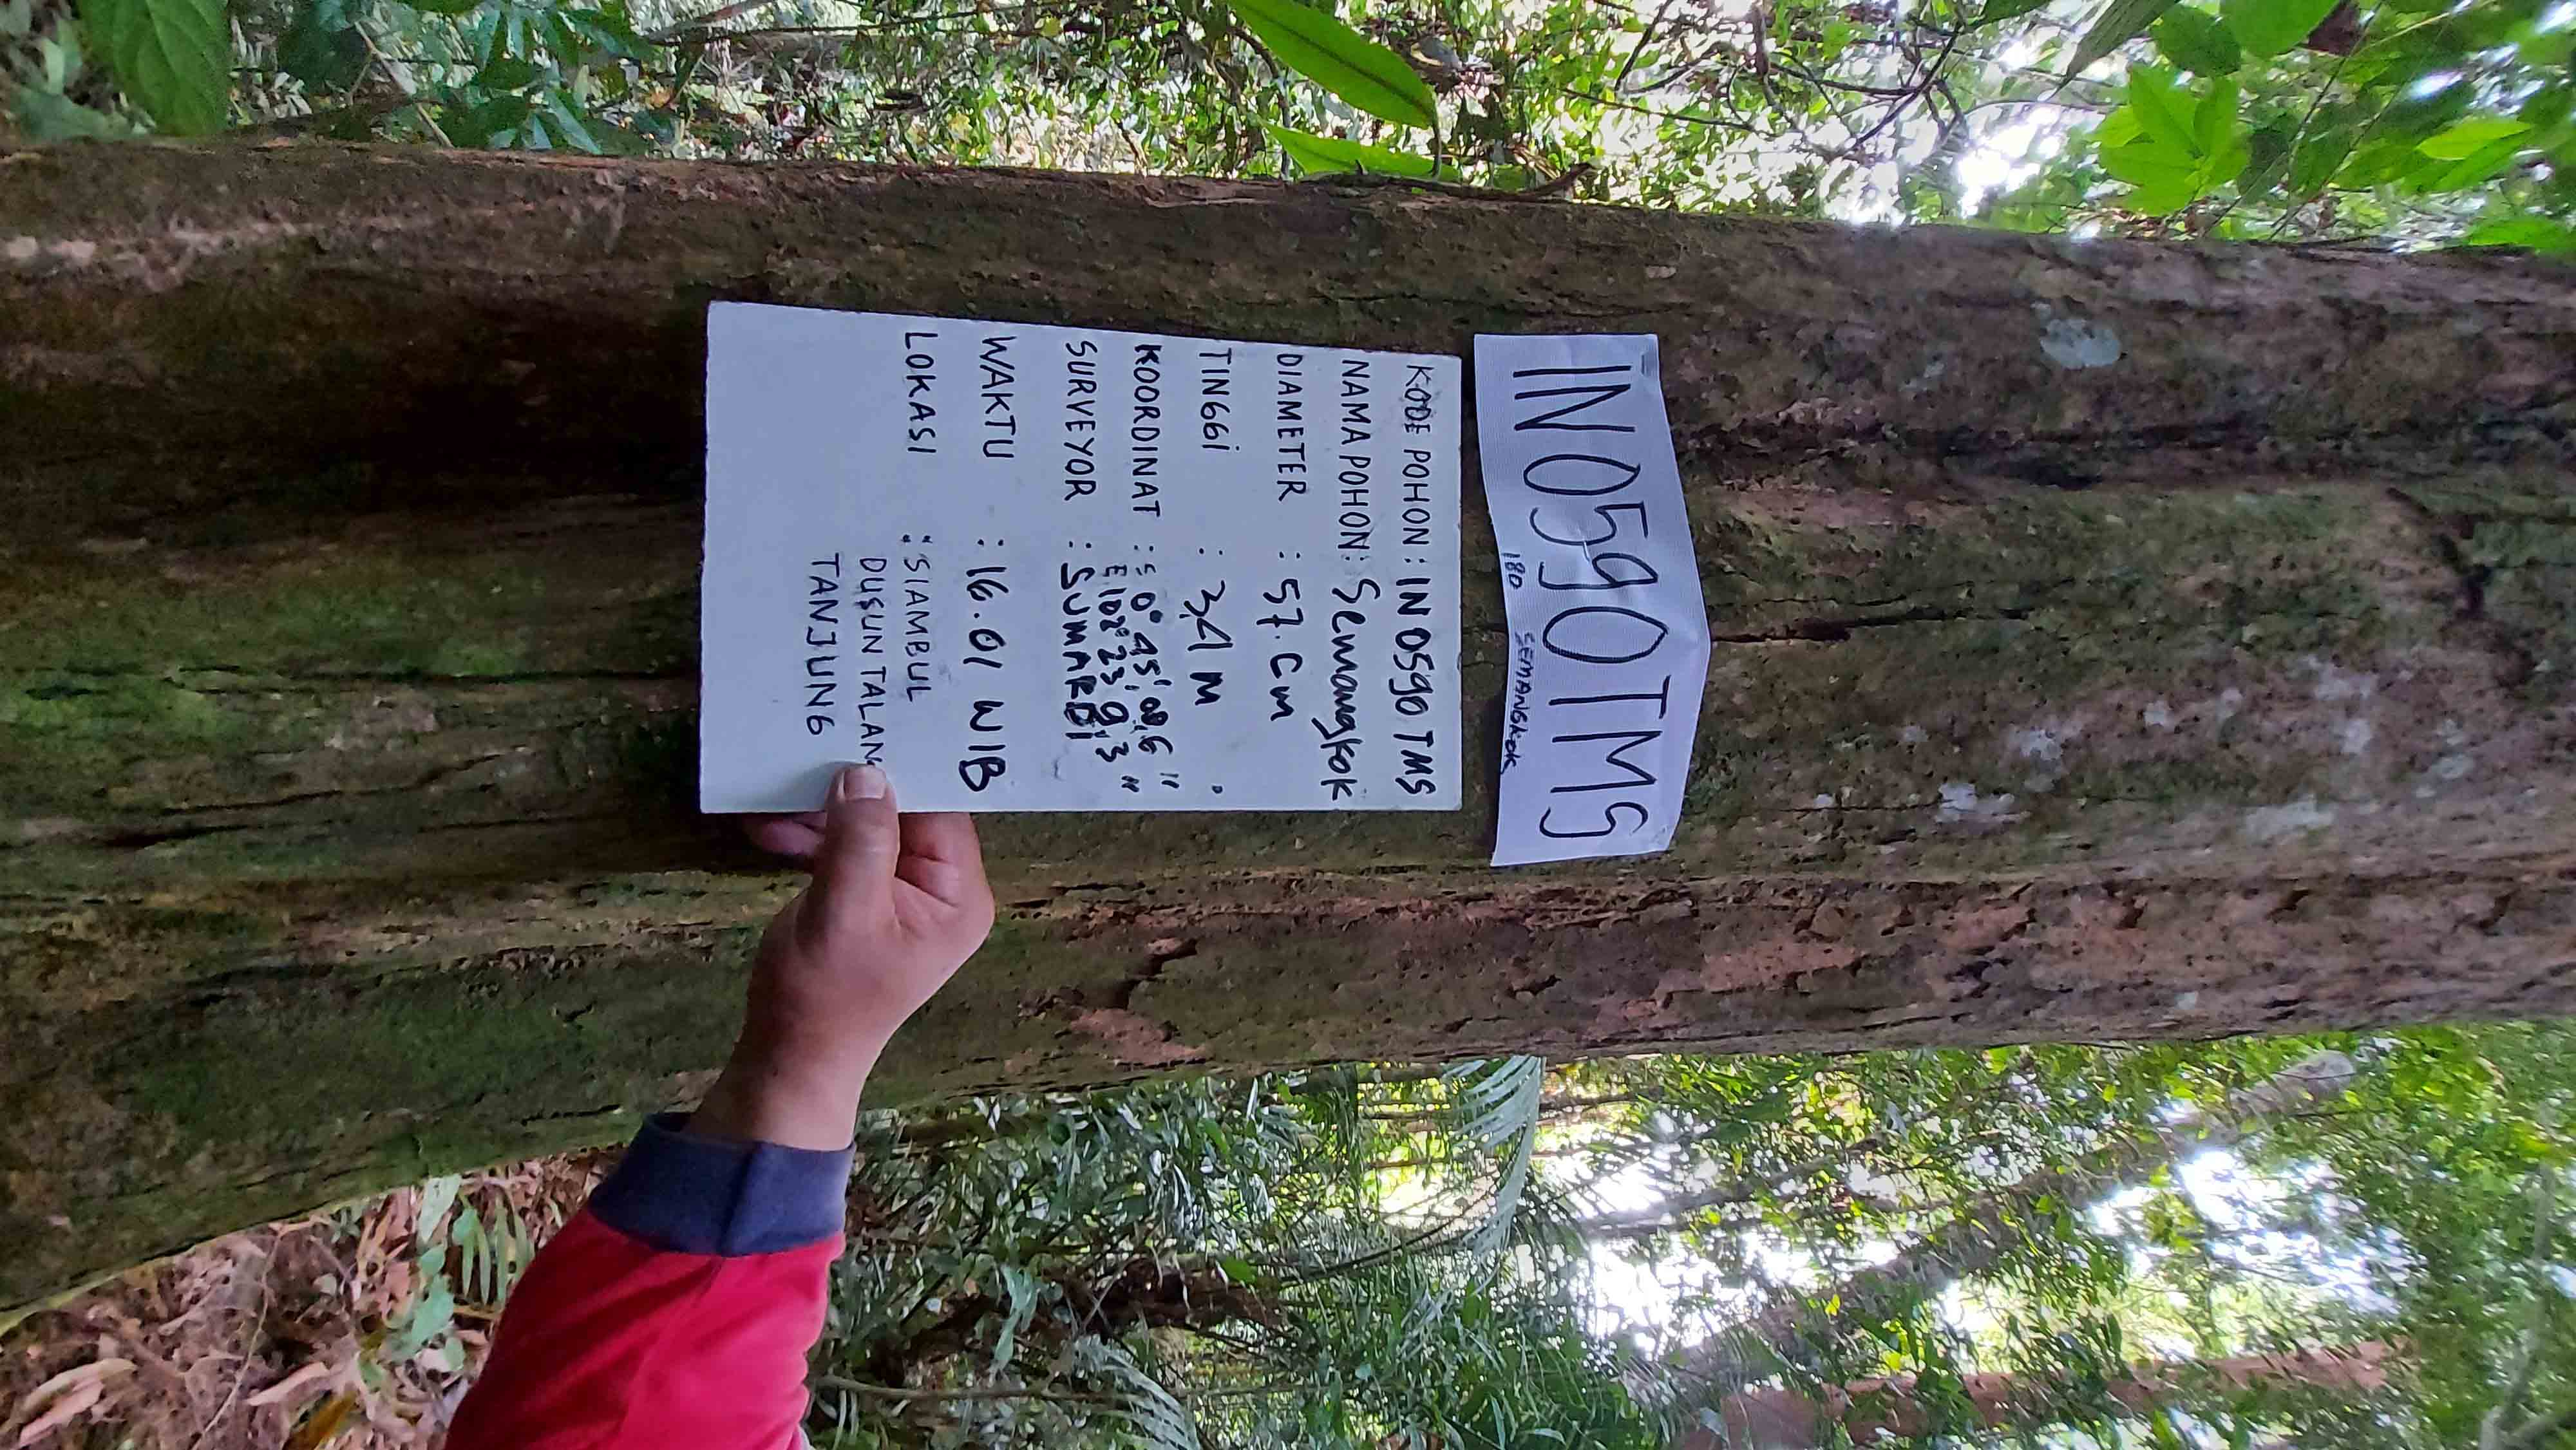 IN0590TMS
180 SEMANGKOK
KODE POHON : IN 0590 TMS
NAMA POHON : Semangkok
DIAMETER : 57. Cm
TINGGI : 34 M
KOORDINAT : S 0° 45' 08,6 "
E 102° 23' 9,3 "
SURVEYOR : SUMARDI
WAKTU : 16.01 WIB
LOKASI : SIAMBUL
DUSUN TALANG
TANJUNG